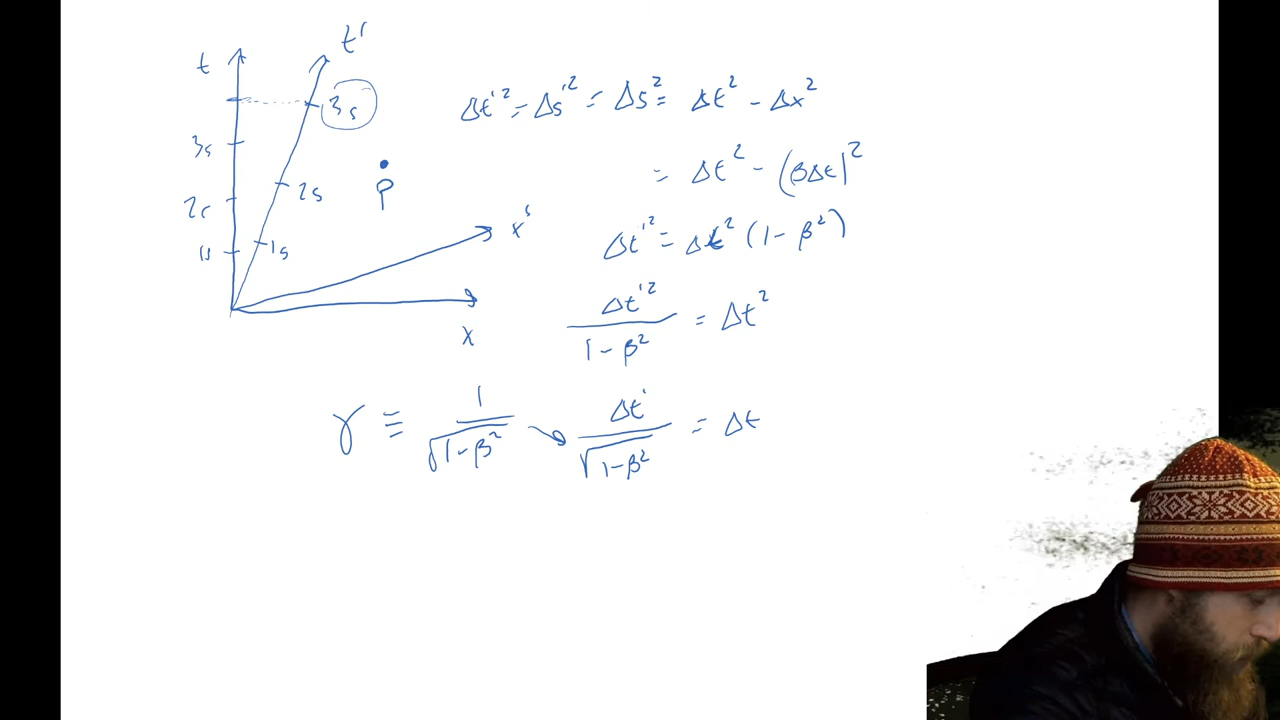 t
t'
3s
3s
2s
2s
1s
1s
P
x'
x
Δt'² = Δs'² = Δs² = Δt² - Δx²
= Δt² - (βΔt)²
Δt'² = Δt² (1 - β²)
Δt'² / 1 - β² = Δt²
γ ≡ 1 / √1 - β² → Δt' / √1 - β² = Δt